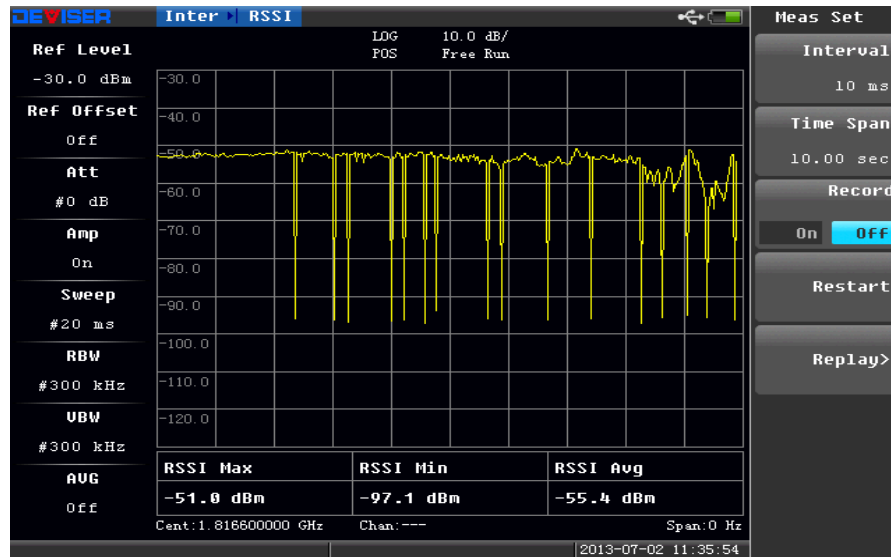 DEVISER Inter RSSI Meas Set
LOG 10.0 dB/
POS Free Run
Ref Level
-30.0 dBm
Ref Offset
Off
Att
#0 dB
Amp
On
Sweep
#20 ms
RBW
#300 kHz
VBW
#300 kHz
AVG
Off
-30.0
-40.0
-50.0
-60.0
-70.0
-80.0
-90.0
-100.0
-110.0
-120.0
RSSI Max RSSI Min RSSI Avg
-51.0 dBm -97.1 dBm -55.4 dBm
Cent:1.816600000 GHz Chan:--- Span:0 Hz
2013-07-02 11:35:54
Interval
10 ms
Time Span
10.00 sec
Record
On Off
Restart
Replay>